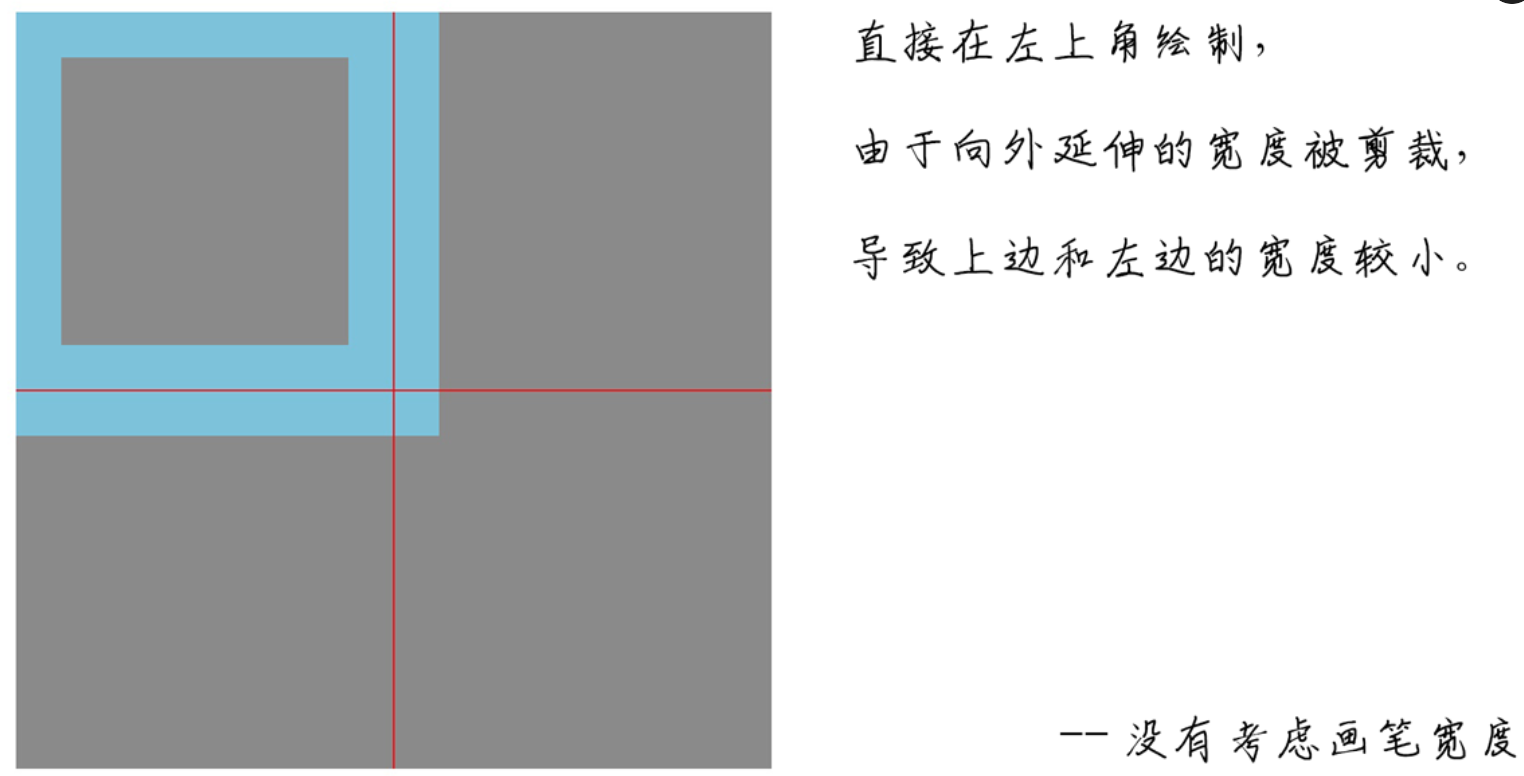 直接在左上角绘制，
由于向外延伸的宽度被剪裁，
导致上边和左边的宽度较小。
-- 没有考虑画笔宽度